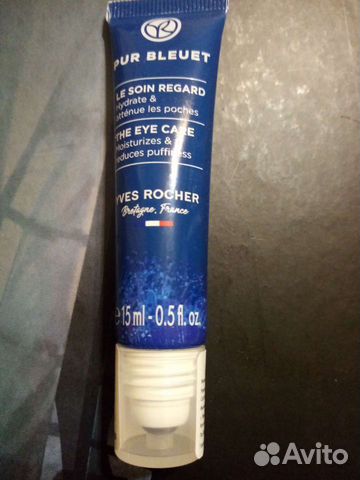 YR
PUR BLEUET
LE SOIN REGARD
Hydrate &
atténue les poches
THE EYE CARE
Moisturizes &
reduces puffiness
YVES ROCHER
Bretagne, France
e 15 ml - 0.5 fl. oz.
Avito